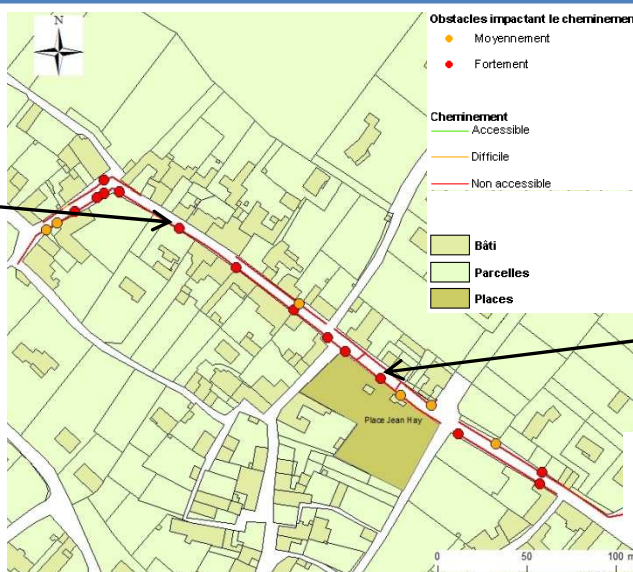 N
Obstacles impactant le cheminemen
Moyennement
Fortement
Cheminement
Accessible
Difficile
Non accessible
Bâti
Parcelles
Places
Place Jean Hay
0 50 100 m